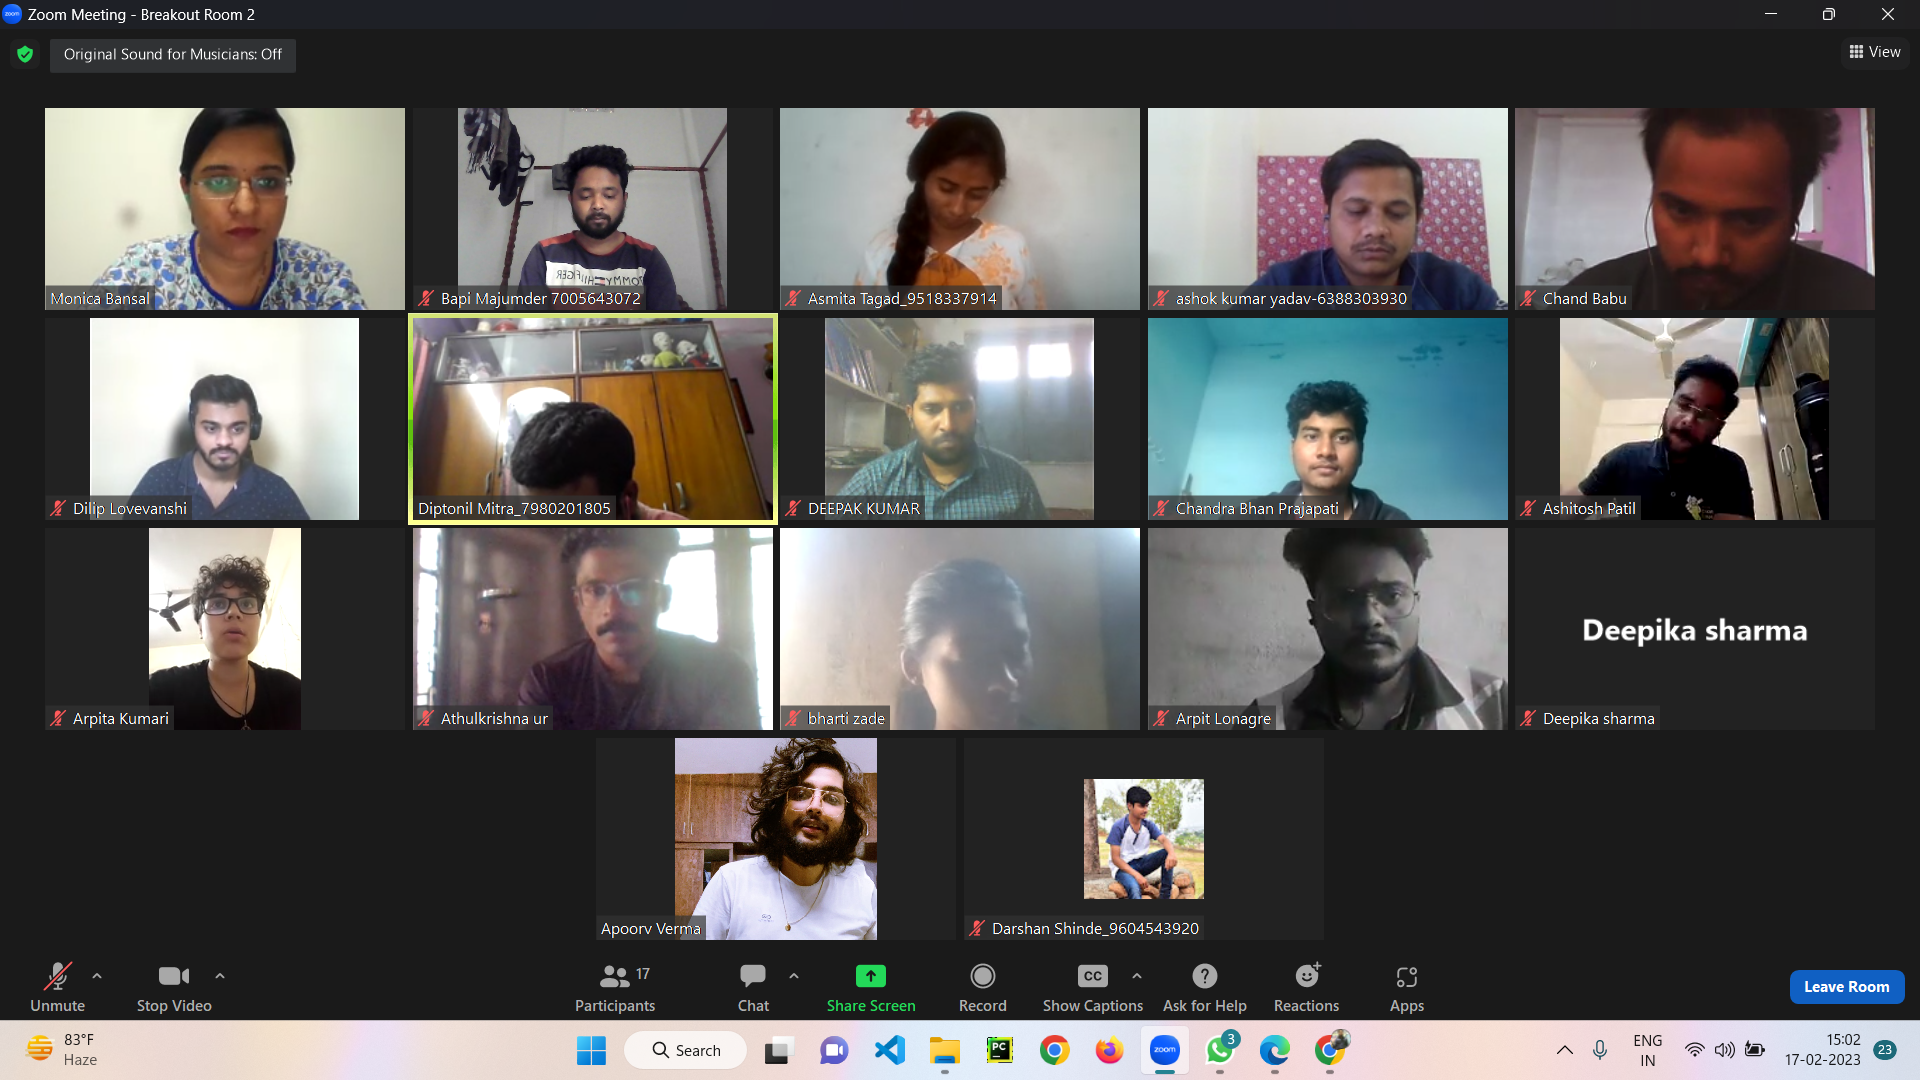 Zoom Meeting - Breakout Room 2
Original Sound for Musicians: Off
View
Monica Bansal
Bapi Majumder 7005643072
Asmita Tagad_9518337914
ashok kumar yadav-6388303930
Chand Babu
Dilip Lovevanshi
Diptonil Mitra_7980201805
DEEPAK KUMAR
Chandra Bhan Prajapati
Ashitosh Patil
Arpita Kumari
Athulkrishna ur
bharti zade
Arpit Lonagre
Deepika sharma
Deepika sharma
Apoorv Verma
Darshan Shinde_9604543920
Unmute
Stop Video
17
Participants
Chat
Share Screen
CC
Show Captions
Record
Ask for Help
Reactions
Apps
Leave Room
83°F
Haze
Search
PC
zoom
3
ENG
IN
15:02
17-02-2023
23